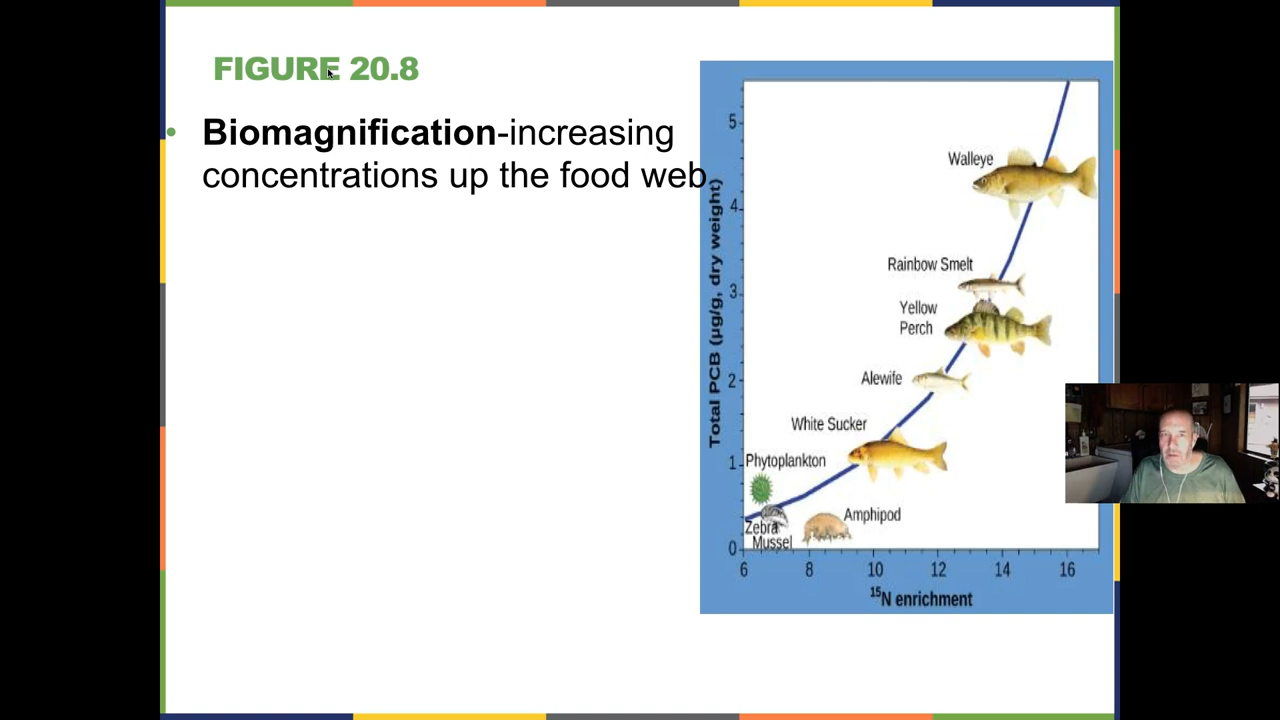 FIGURE 20.8
• Biomagnification-increasing
concentrations up the food web
Total PCB (µg/g, dry weight)
5
4
3
2
1
0
Walleye
Rainbow Smelt
Yellow
Perch
Alewife
White Sucker
Phytoplankton
Amphipod
Zebra
Mussel
6 8 10 12 14 16
¹⁵N enrichment